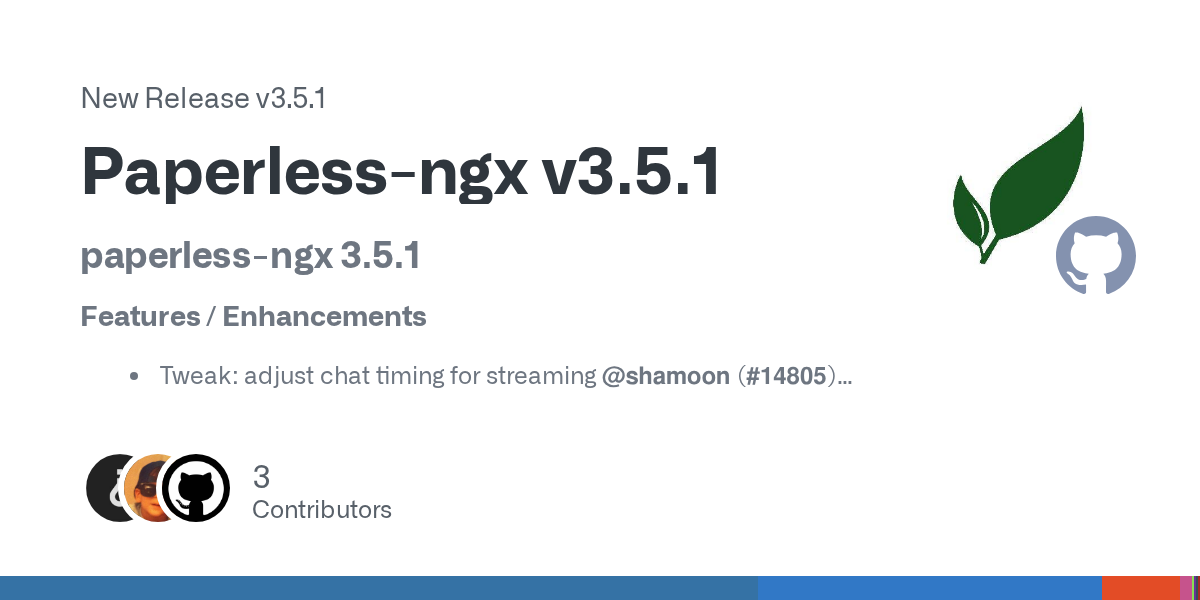 New Release v3.5.1
Paperless-ngx v3.5.1
paperless-ngx 3.5.1
Features / Enhancements
• Tweak: adjust chat timing for streaming @shamoon (#14805)...
3
Contributors